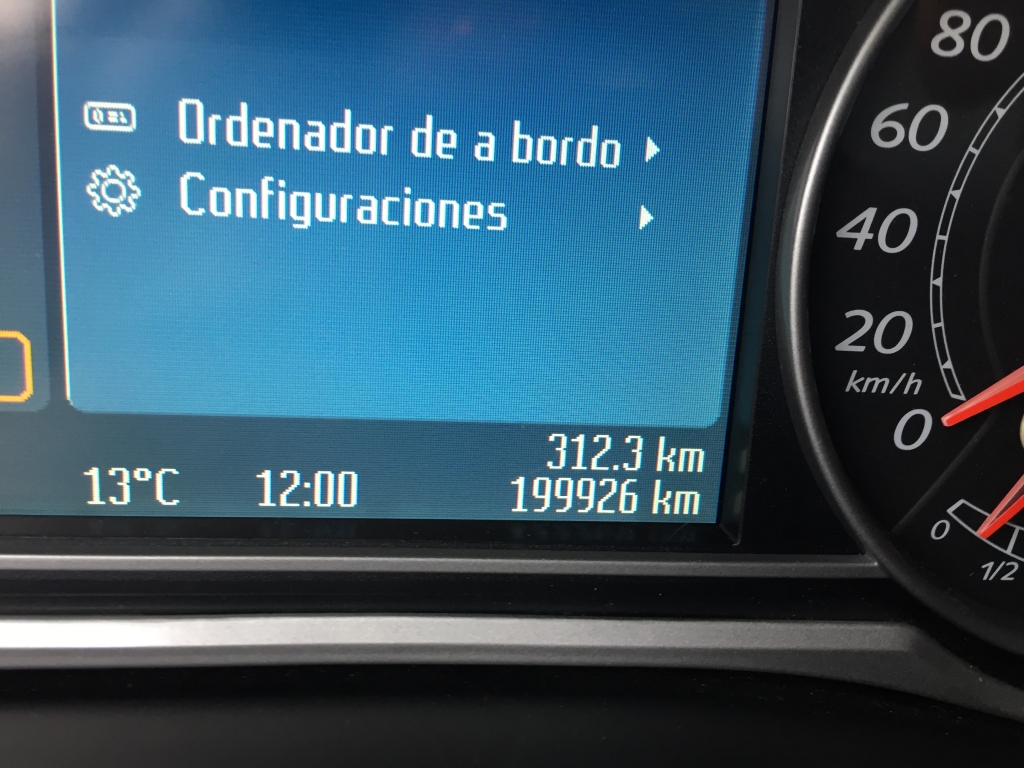 Ordenador de a bordo
Configuraciones
312.3 km
13°C 12:00 199926 km
80
60
40
20
km/h
0
0
1/2